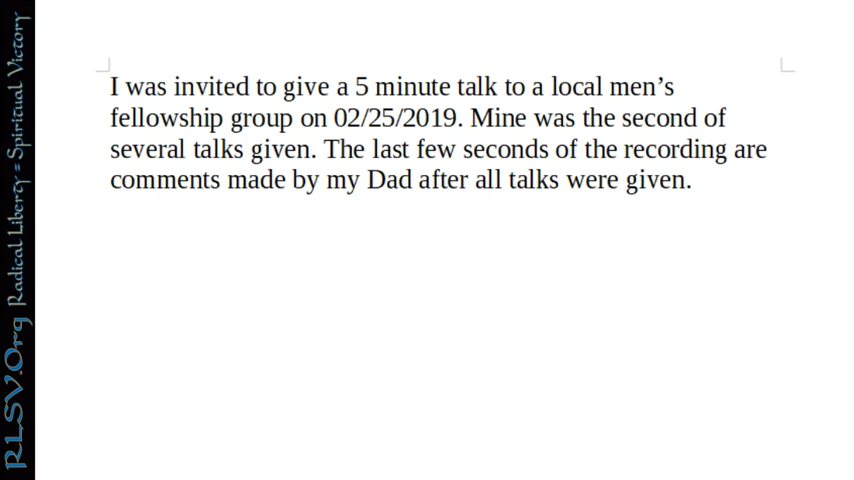 RLSV.Org Radical Liberty = Spiritual Victory
I was invited to give a 5 minute talk to a local men’s
fellowship group on 02/25/2019. Mine was the second of
several talks given. The last few seconds of the recording are
comments made by my Dad after all talks were given.